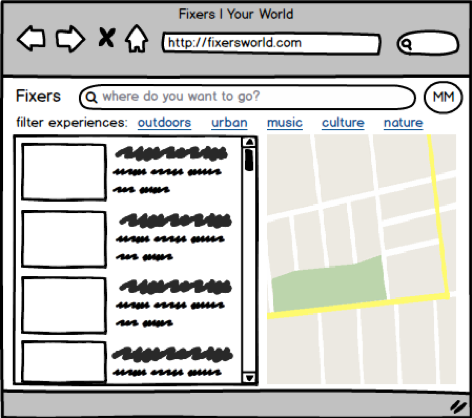 Fixers | Your World
http://fixersworld.com
Fixers
where do you want to go?
MM
filter experiences: outdoors urban music culture nature